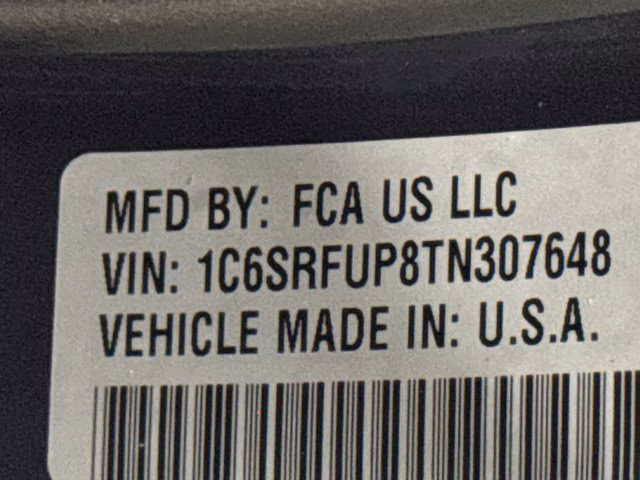 MFD BY: FCA US LLC
VIN: 1C6SRFUP8TN307648
VEHICLE MADE IN: U.S.A.